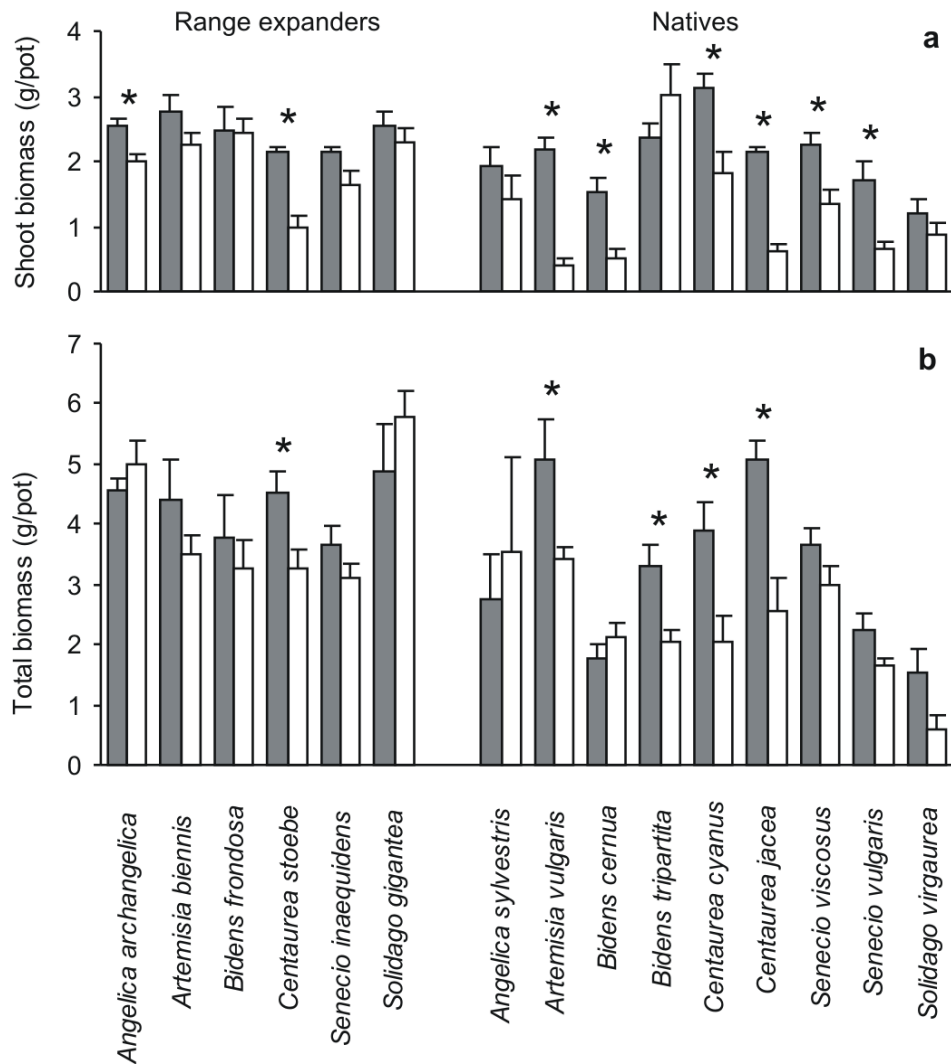 Range expanders Natives
a
Shoot biomass (g/pot)
4
3
2
1
0
* * * * * * * *
b
Total biomass (g/pot)
7
6
5
4
3
2
1
0
* * * * *
Angelica archangelica
Artemisia biennis
Bidens frondosa
Centaurea stoebe
Senecio inaequidens
Solidago gigantea
Angelica sylvestris
Artemisia vulgaris
Bidens cernua
Bidens tripartita
Centaurea cyanus
Centaurea jacea
Senecio viscosus
Senecio vulgaris
Solidago virgaurea